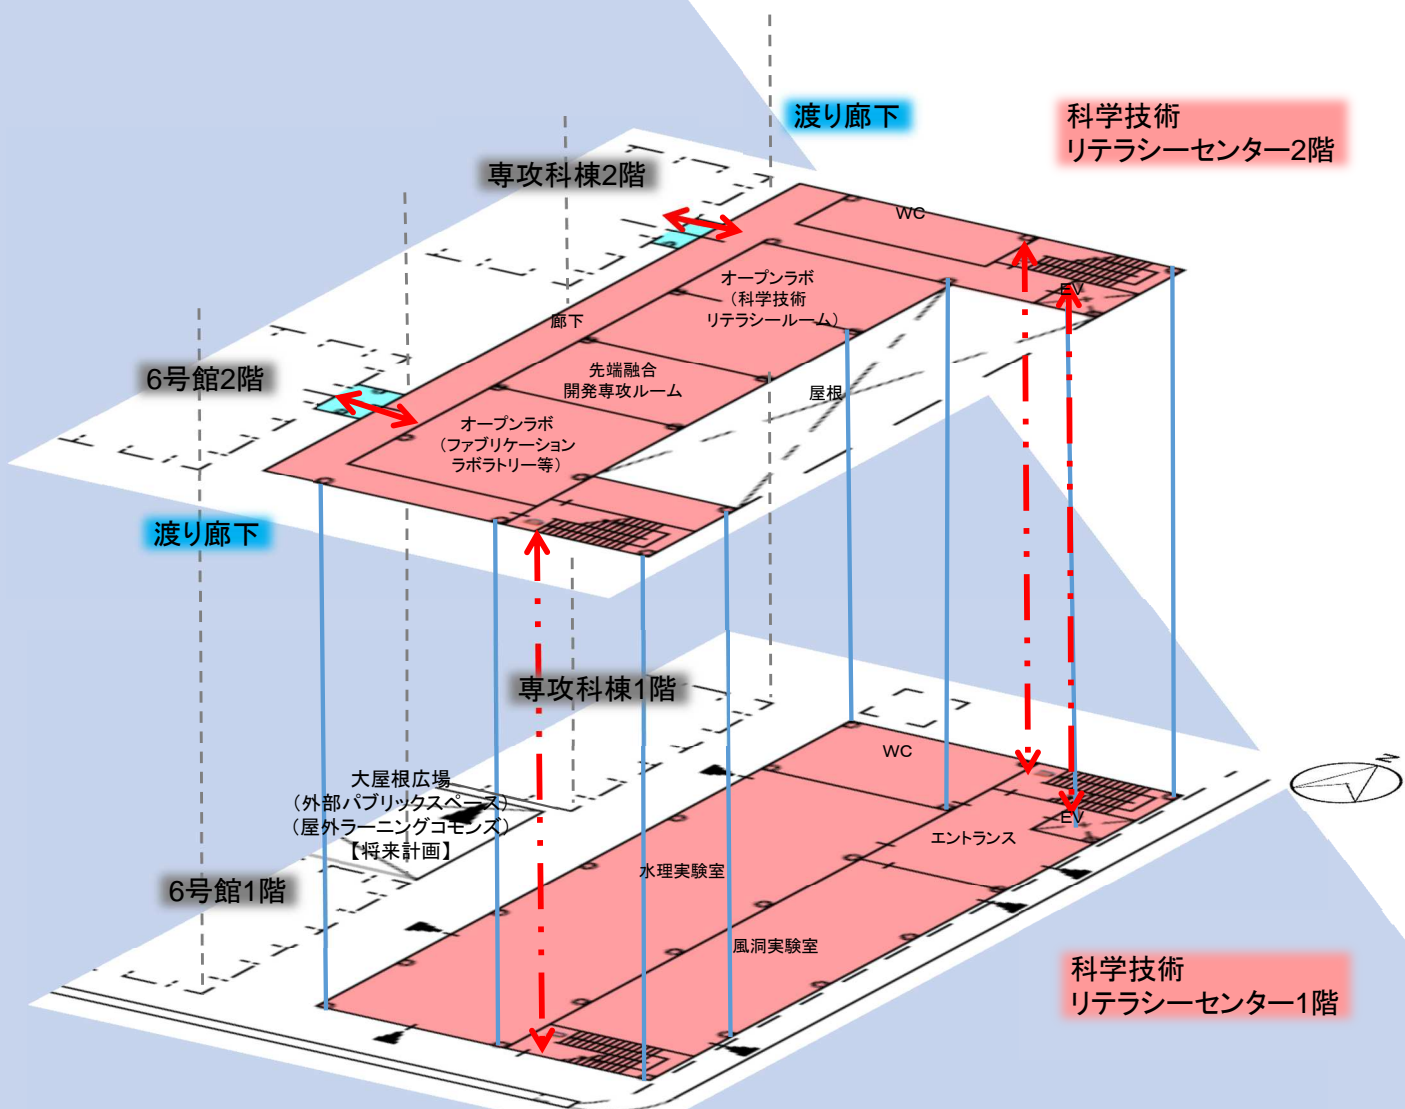 渡り廊下
科学技術
リテラシーセンター2階
専攻科棟2階
WC
オープンラボ
(科学技術
リテラシールーム)
EV
廊下
先端融合
開発専攻ルーム
6号館2階
屋根
オープンラボ
(ファブリケーション
ラボラトリー等)
渡り廊下
専攻科棟1階
WC
N
大屋根広場
(外部パブリックスペース)
(屋外ラーニングコモンズ)
【将来計画】
EV
エントランス
水理実験室
6号館1階
風洞実験室
科学技術
リテラシーセンター1階